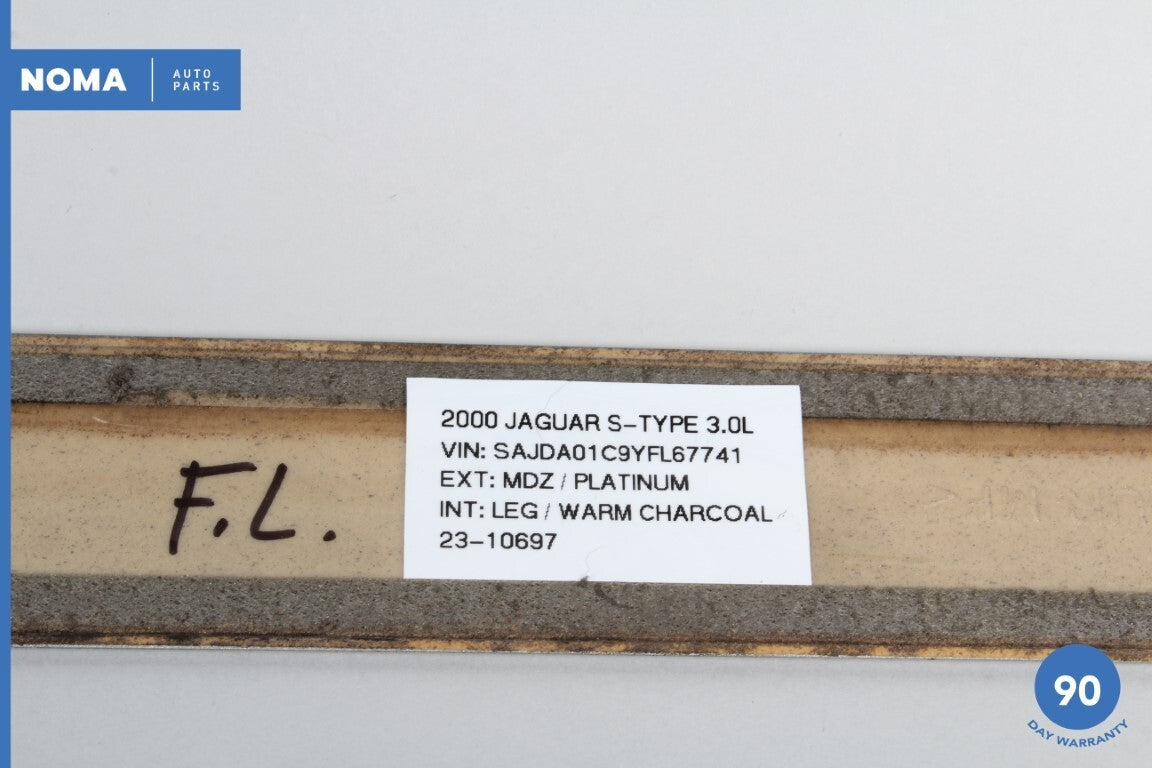 NOMA
AUTO
PARTS
2000 JAGUAR S-TYPE 3.0L
VIN: SAJDA01C9YFL67741
EXT: MDZ / PLATINUM
INT: LEG / WARM CHARCOAL
23-10697
F.L.
90
DAY WARRANTY